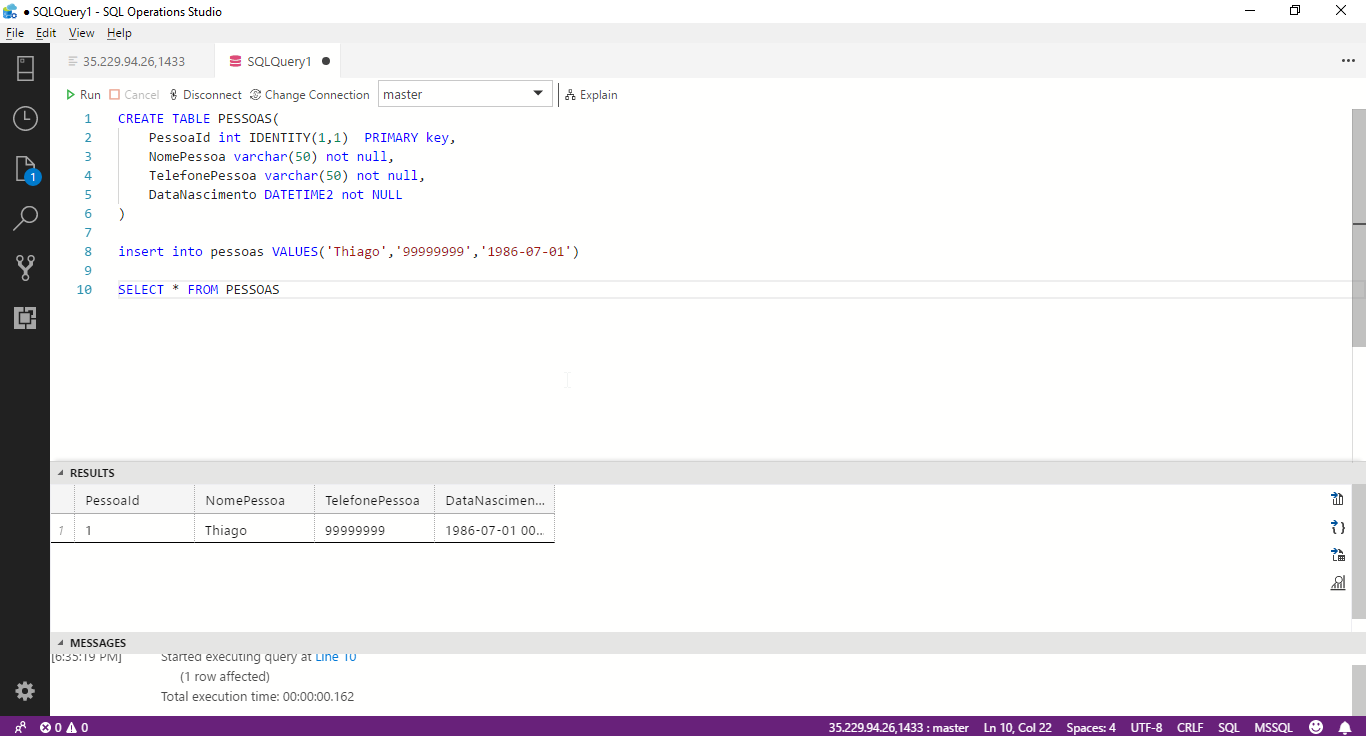 ● SQLQuery1 - SQL Operations Studio
File Edit View Help
35.229.94.26,1433 SQLQuery1 ●
Run Cancel Disconnect Change Connection master Explain
1 CREATE TABLE PESSOAS(
2 PessoaId int IDENTITY(1,1) PRIMARY key,
3 NomePessoa varchar(50) not null,
4 TelefonePessoa varchar(50) not null,
5 DataNascimento DATETIME2 not NULL
6 )
7
8 insert into pessoas VALUES('Thiago','99999999','1986-07-01')
9
10 SELECT * FROM PESSOAS
1
RESULTS
PessoaId NomePessoa TelefonePessoa DataNascimen...
1 1 Thiago 99999999 1986-07-01 00...
MESSAGES
[6:35:19 PM] Started executing query at Line 10
(1 row affected)
Total execution time: 00:00:00.162
0 0 35.229.94.26,1433 : master Ln 10, Col 22 Spaces: 4 UTF-8 CRLF SQL MSSQL